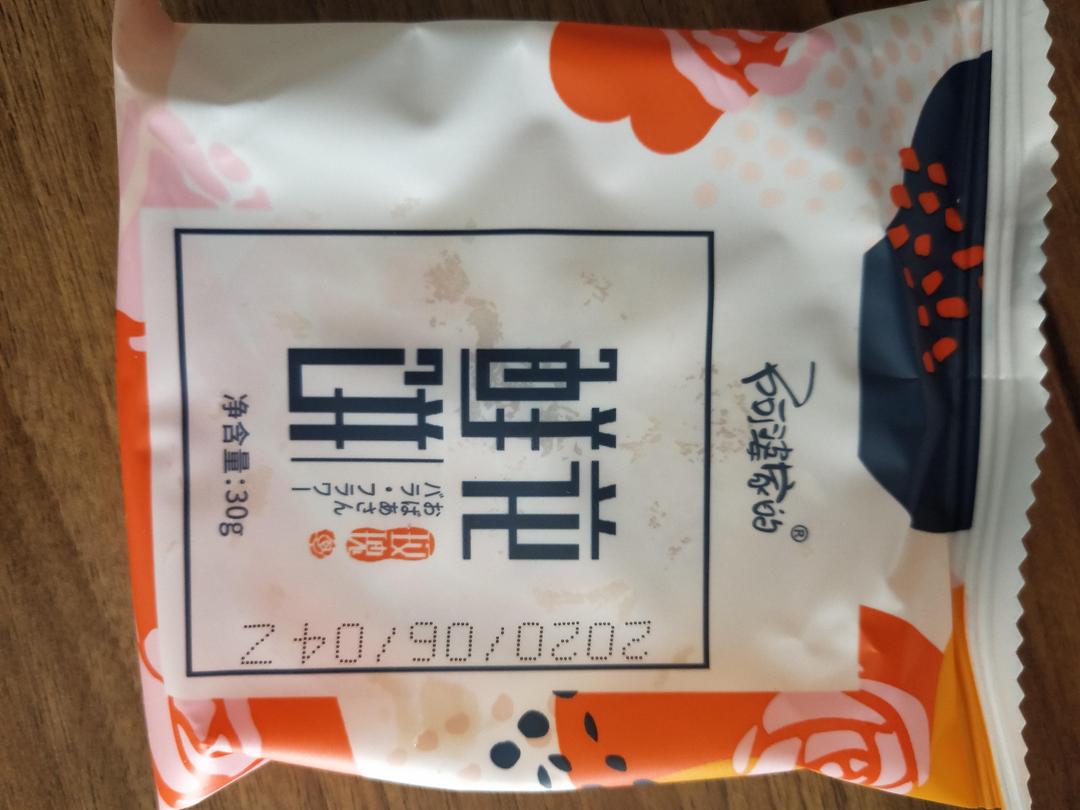 阿婆家的®
鲜花
饼
おばあさん
バラ・フラワー
玫瑰
净含量:30g
2020/06/04 Z